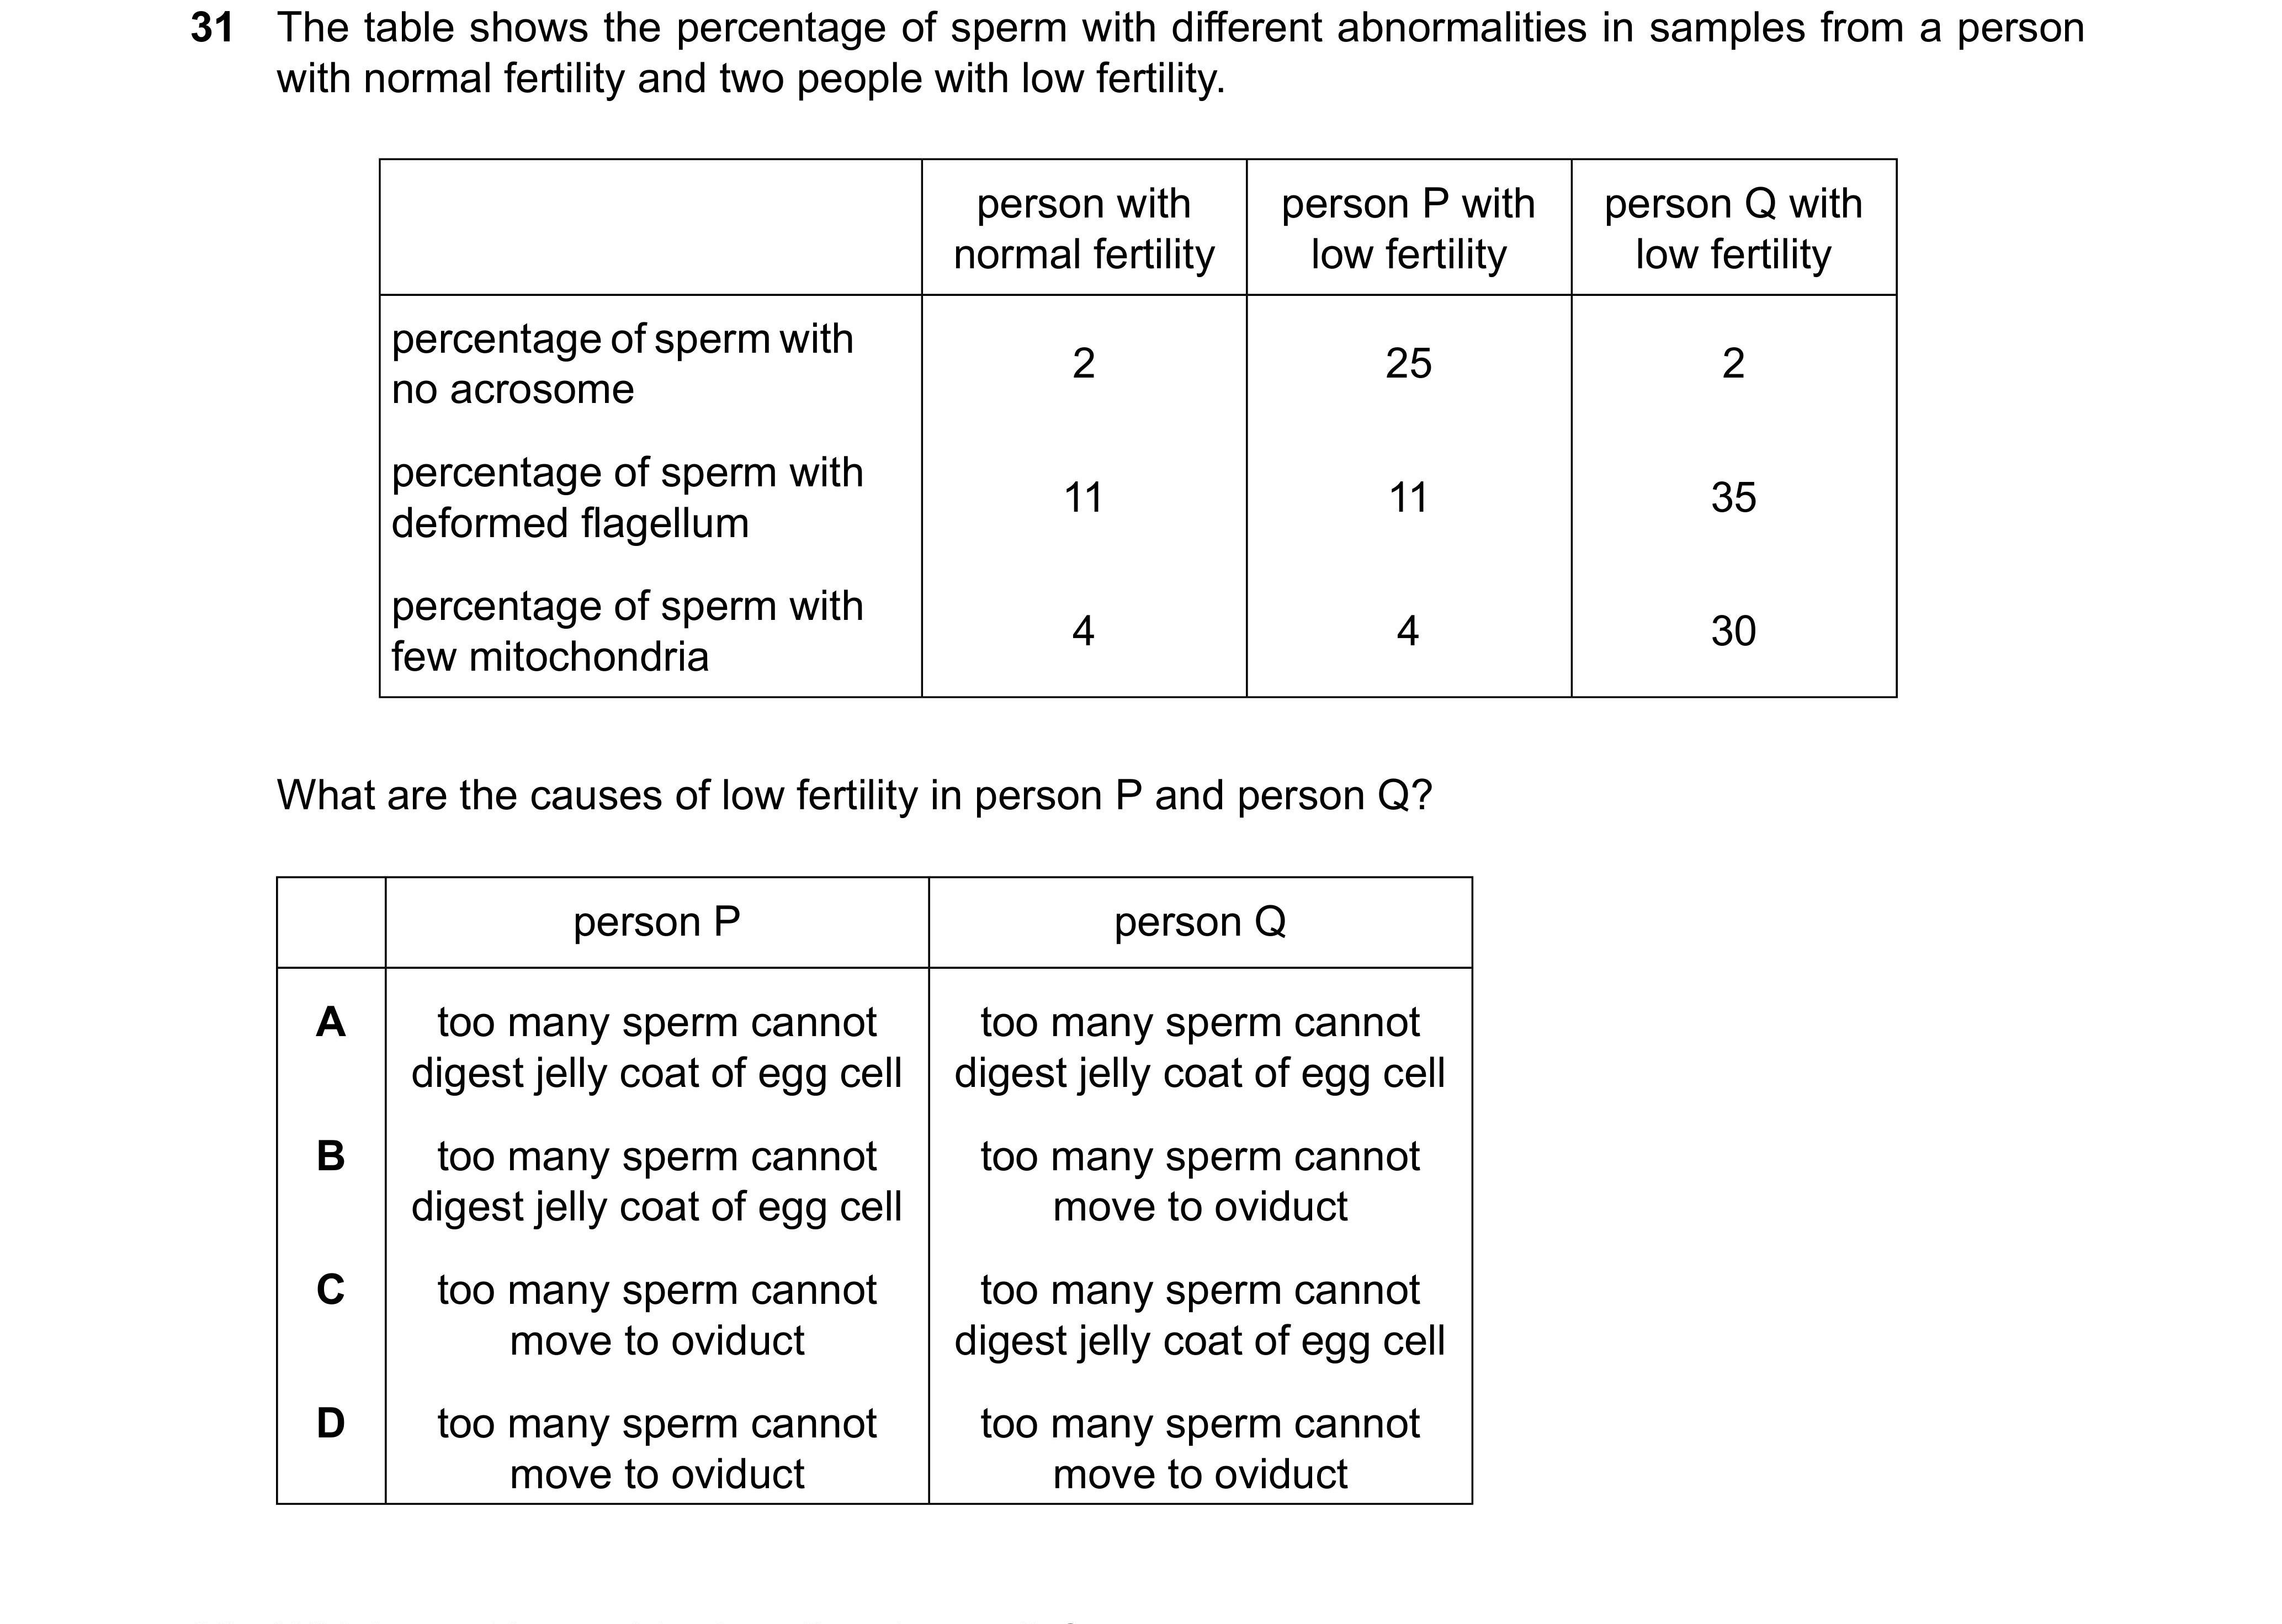 31 The table shows the percentage of sperm with different abnormalities in samples from a person
with normal fertility and two people with low fertility.
person with
normal fertility
person P with
low fertility
person Q with
low fertility
percentage of sperm with
no acrosome
2
25
2
percentage of sperm with
deformed flagellum
11
11
35
percentage of sperm with
few mitochondria
4
4
30
What are the causes of low fertility in person P and person Q?
person P
person Q
A
too many sperm cannot
digest jelly coat of egg cell
too many sperm cannot
digest jelly coat of egg cell
B
too many sperm cannot
digest jelly coat of egg cell
too many sperm cannot
move to oviduct
C
too many sperm cannot
move to oviduct
too many sperm cannot
digest jelly coat of egg cell
D
too many sperm cannot
move to oviduct
too many sperm cannot
move to oviduct